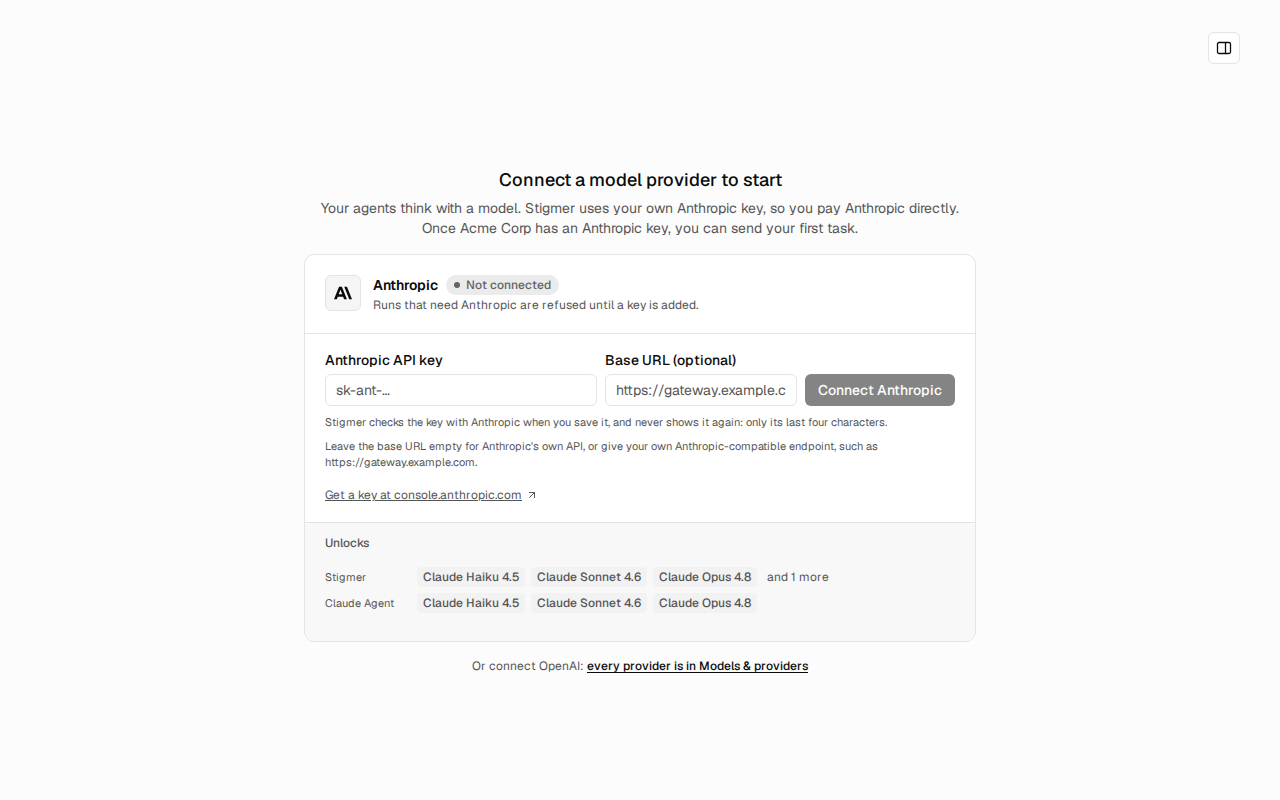 Connect a model provider to start
Your agents think with a model. Stigmer uses your own Anthropic key, so you pay Anthropic directly.
Once Acme Corp has an Anthropic key, you can send your first task.
Anthropic
Not connected
Runs that need Anthropic are refused until a key is added.
Anthropic API key
Base URL (optional)
sk-ant-...
https://gateway.example.c
Connect Anthropic
Stigmer checks the key with Anthropic when you save it, and never shows it again: only its last four characters.
Leave the base URL empty for Anthropic's own API, or give your own Anthropic-compatible endpoint, such as
https://gateway.example.com.
Get a key at console.anthropic.com
Unlocks
Stigmer Claude Haiku 4.5 Claude Sonnet 4.6 Claude Opus 4.8 and 1 more
Claude Agent Claude Haiku 4.5 Claude Sonnet 4.6 Claude Opus 4.8
Or connect OpenAI: every provider is in Models & providers